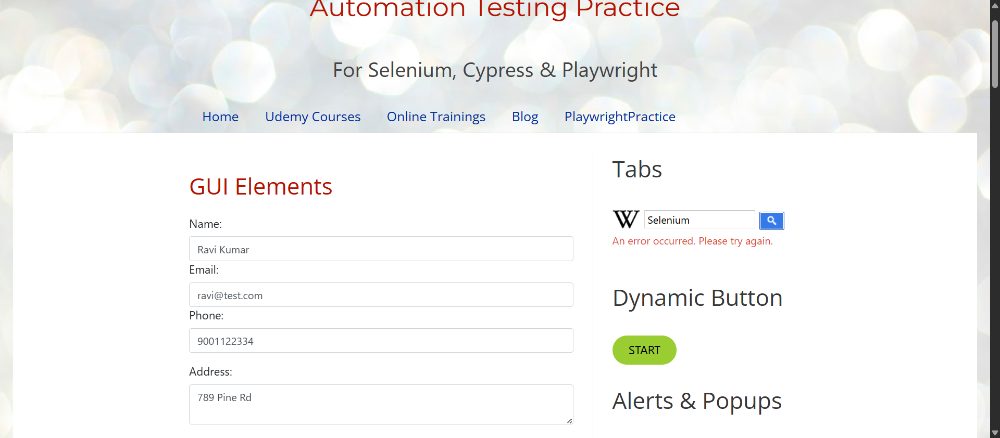 Automation Testing Practice
For Selenium, Cypress & Playwright
Home Udemy Courses Online Trainings Blog PlaywrightPractice
GUI Elements
Name:
Ravi Kumar
Email:
ravi@test.com
Phone:
9001122334
Address:
789 Pine Rd
Tabs
W Selenium
An error occurred. Please try again.
Dynamic Button
START
Alerts & Popups